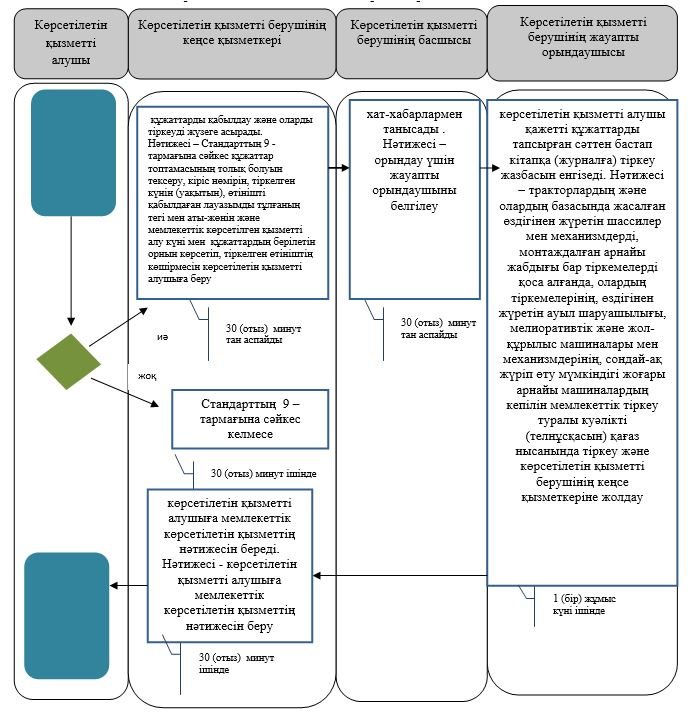 Көрсетілетін
қызметті
алушы
Көрсетілетін қызметті берушінің
кеңсе қызметкері
Көрсетілетін қызметті
берушінің басшысы
Көрсетілетін қызметті
берушінің жауапты
орындаушысы
құжаттарды қабылдау және оларды
тіркеуді жүзеге асырады.
Нәтижесі – Стандарттың 9 -
тармағына сәйкес құжаттар
топтамасының толық болуын
тексеру, кіріс нөмірін, тіркелген
күнін (уақытын), өтінішті
қабылдаған лауазымды тұлғаның
тегі мен аты-жөнін және
мемлекеттік көрсетілген қызметті
алу күні мен құжаттардың берілетін
орнын көрсетіп, тіркелген өтініштің
көшірмесін көрсетілетін қызметті
алушыға беру
30 (отыз) минут
тан аспайды
хат-хабарлармен
танысады .
Нәтижесі –
орындау үшін
жауапты
орындаушыны
белгілеу
30 (отыз) минут
тан аспайды
көрсетілетін қызметті алушы
қажетті құжаттарды
тапсырған сәттен бастап
кітапқа (журналға) тіркеу
жазбасын енгізеді. Нәтижесі
– тракторлардың және
олардың базасында жасалған
өздігінен жүретін шассилер
мен механизмдерді,
монтаждалған арнайы
жабдығы бар тіркемелерді
қоса алғанда, олардың
тіркемелерінің, өздігінен
жүретін ауыл шаруашылығы,
мелиоративтік және жол-
құрылыс машиналары мен
механизмдерінің, сондай-ақ
жүріп өту мүмкіндігі жоғары
арнайы машиналардың
кепілін мемлекеттік тіркеу
туралы куәлікті
(телнұсқасын) қағаз
нысанында тіркеу және
көрсетілетін қызметті
берушінің кеңсе
қызметкеріне жолдау
1 (бір) жұмыс
күні ішінде
иә
жоқ
Стандарттың 9 –
тармағына сәйкес
келмесе
30 (отыз) минут ішінде
көрсетілетін қызметті
алушыға мемлекеттік
көрсетілетін қызметтің
нәтижесін береді.
Нәтижесі - көрсетілетін
қызметті алушыға
мемлекеттік
көрсетілетін қызметтің
нәтижесін беру
30 (отыз) минут
ішінде